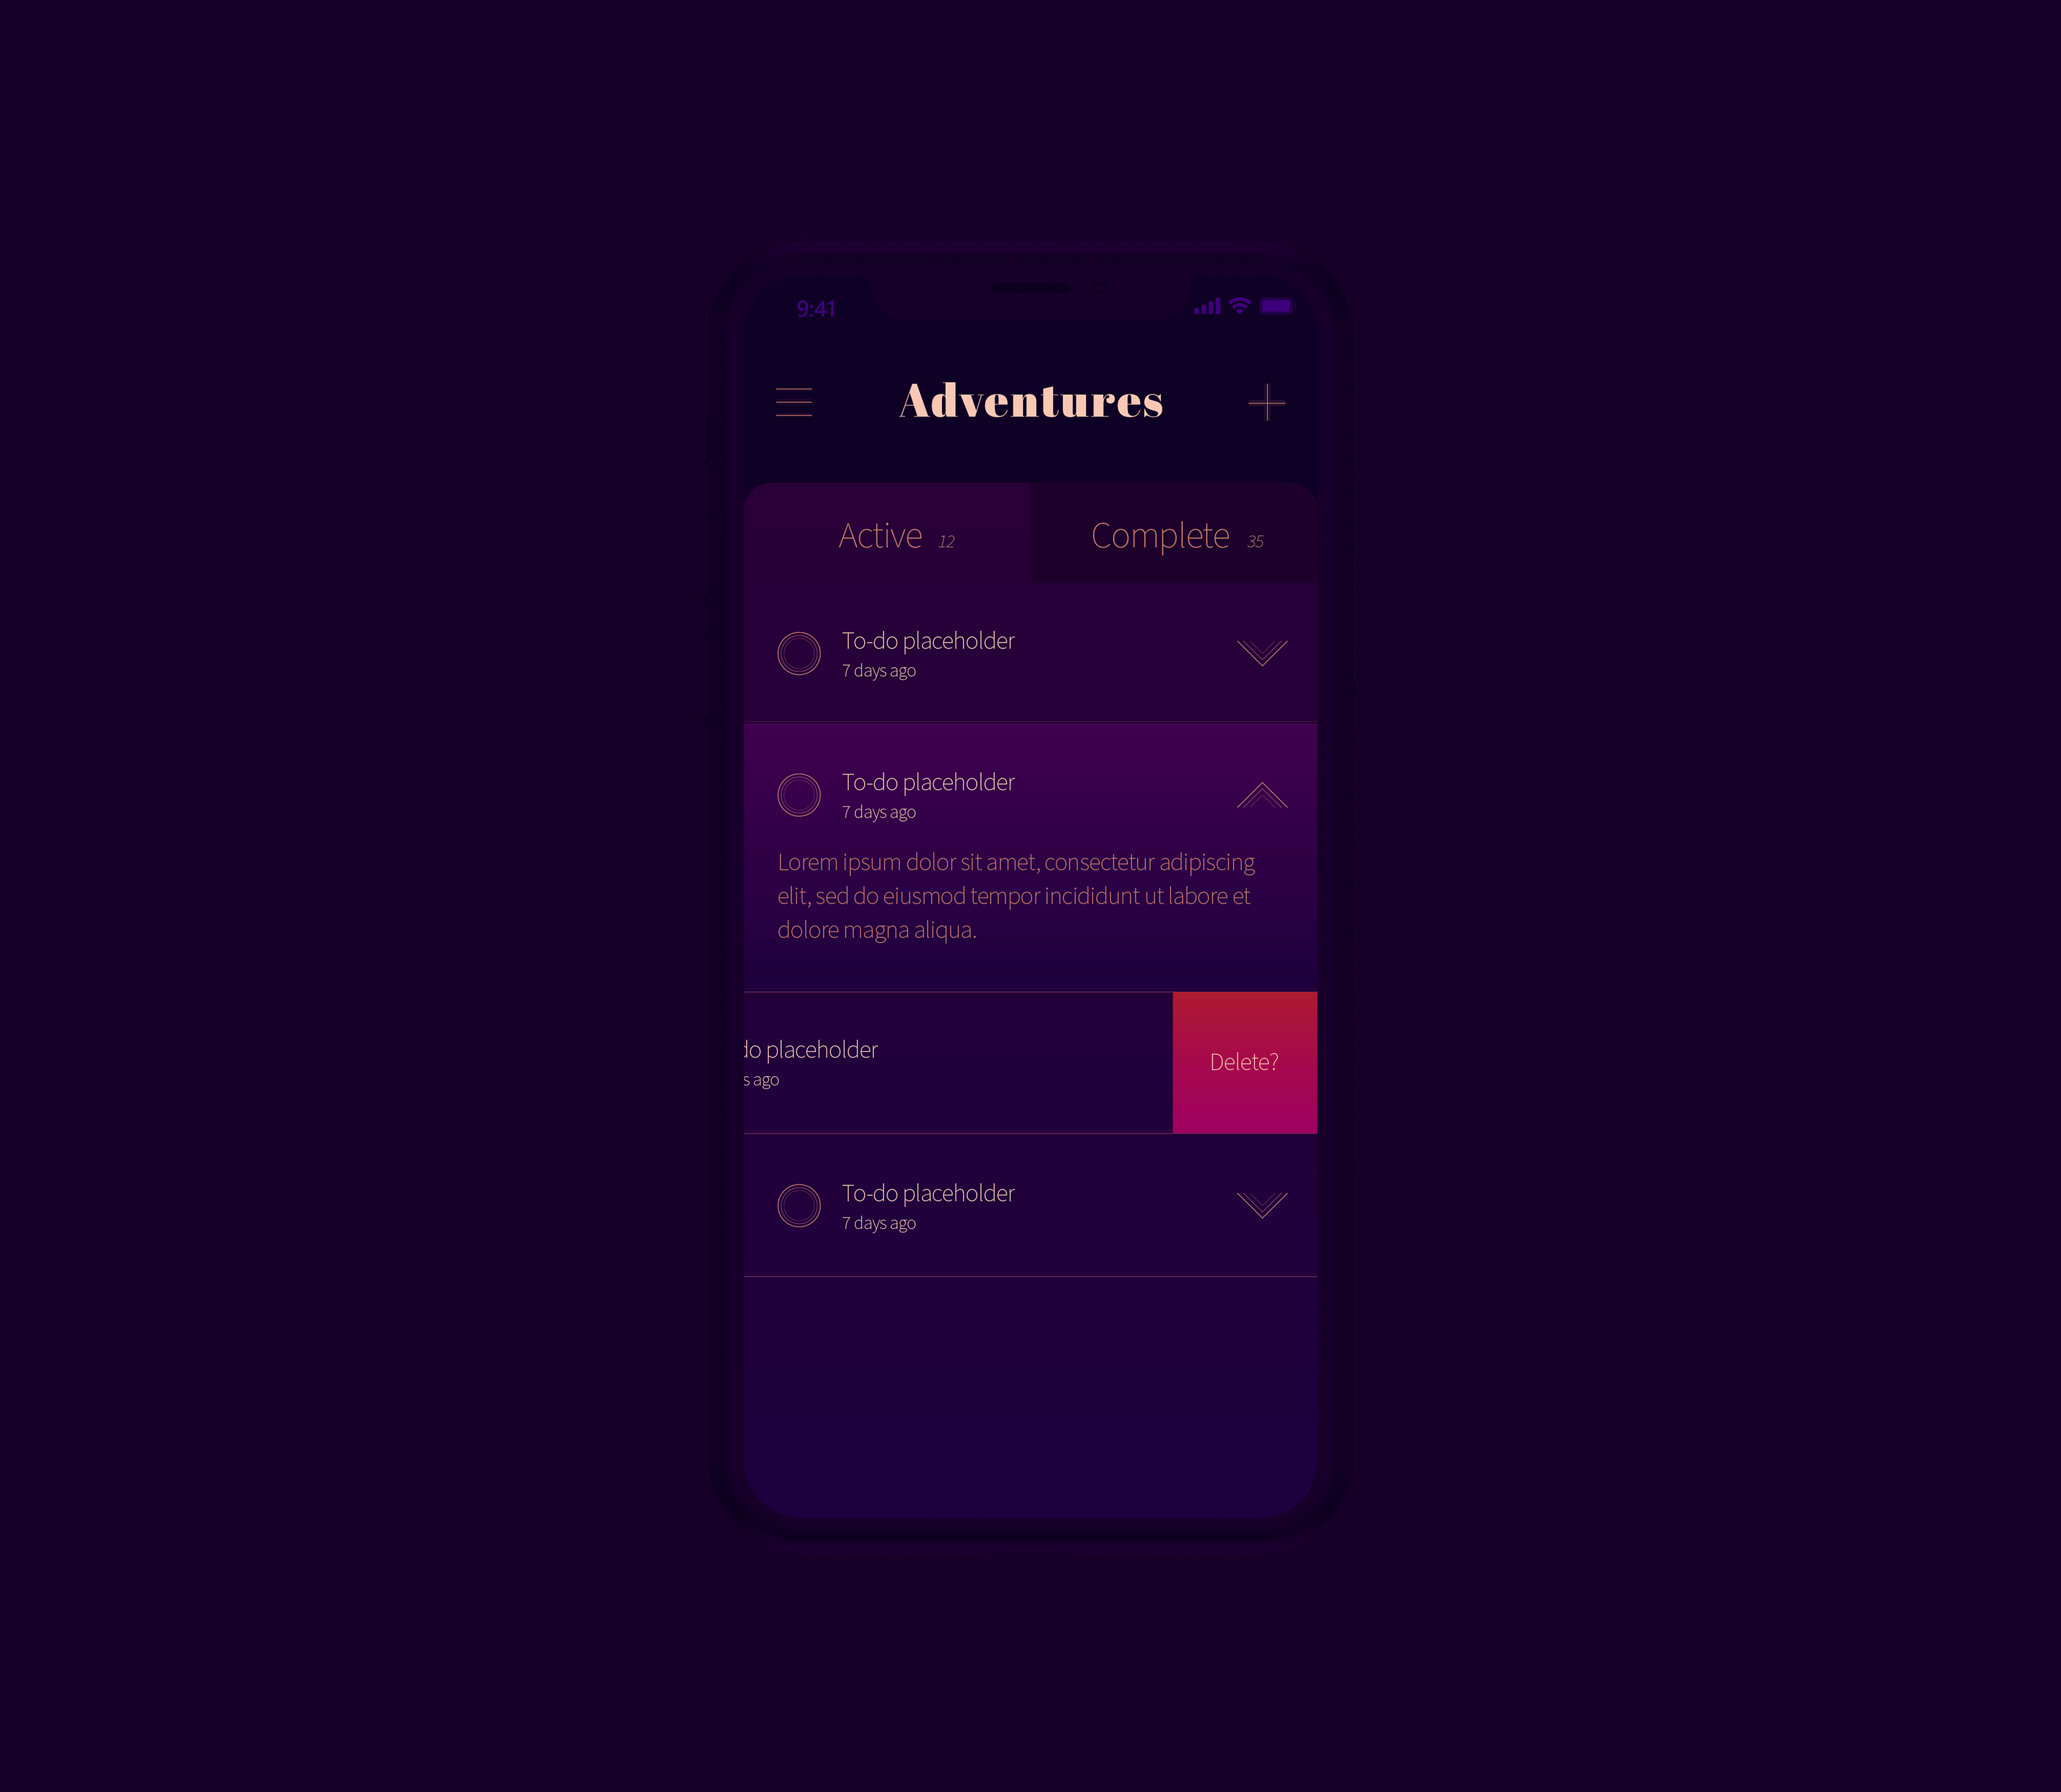 9:41
Adventures
Active 12
Complete 35
To-do placeholder
7 days ago
To-do placeholder
7 days ago
Lorem ipsum dolor sit amet, consectetur adipiscing
elit, sed do eiusmod tempor incididunt ut labore et
dolore magna aliqua.
do placeholder
s ago
Delete?
To-do placeholder
7 days ago